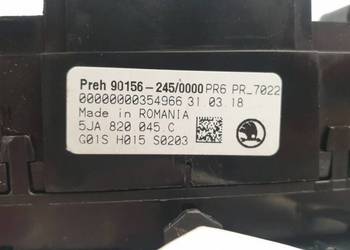 Preh 90156-245/0000 PR6 PR_7022
00000000354966 31 03.18
Made in ROMANIA
5JA 820 045.C
G01S H015 S0203